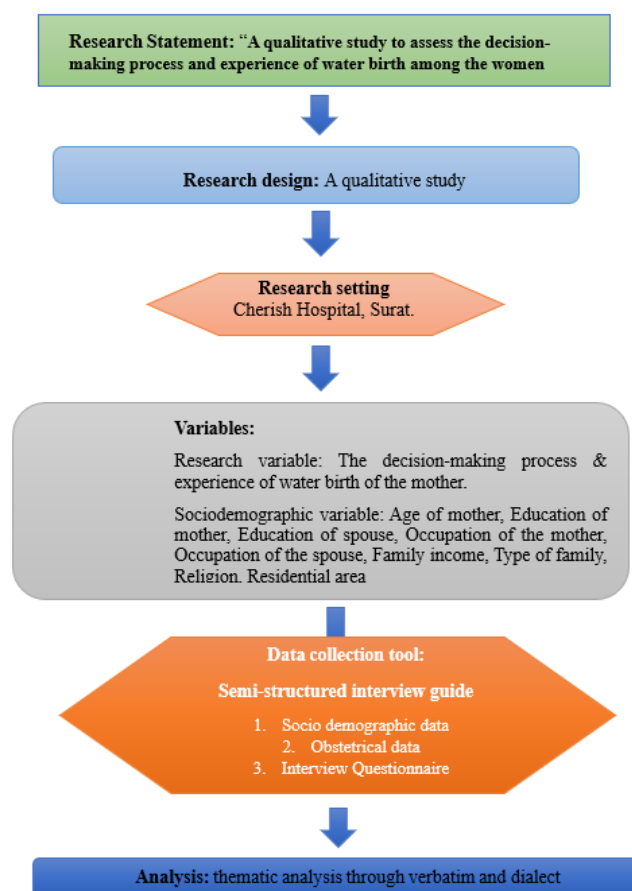 Research Statement: “A qualitative study to assess the decision-
making process and experience of water birth among the women
Research design: A qualitative study
Research setting
Cherish Hospital, Surat.
Variables:
Research variable: The decision-making process &
experience of water birth of the mother.
Sociodemographic variable: Age of mother, Education of
mother, Education of spouse, Occupation of the mother,
Occupation of the spouse, Family income, Type of family,
Religion. Residential area
Data collection tool:
Semi-structured interview guide
1. Socio demographic data
2. Obstetrical data
3. Interview Questionnaire
Analysis: thematic analysis through verbatim and dialect